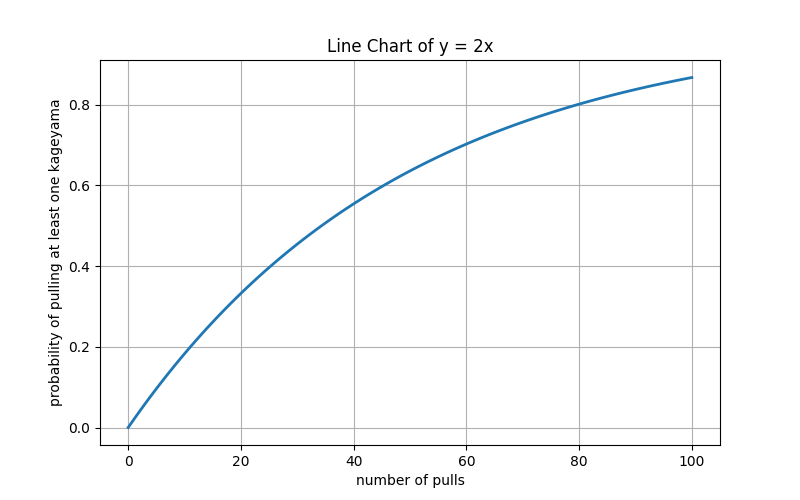 Line Chart of y = 2x
probability of pulling at least one kageyama
0.8
0.6
0.4
0.2
0.0
0 20 40 60 80 100
number of pulls